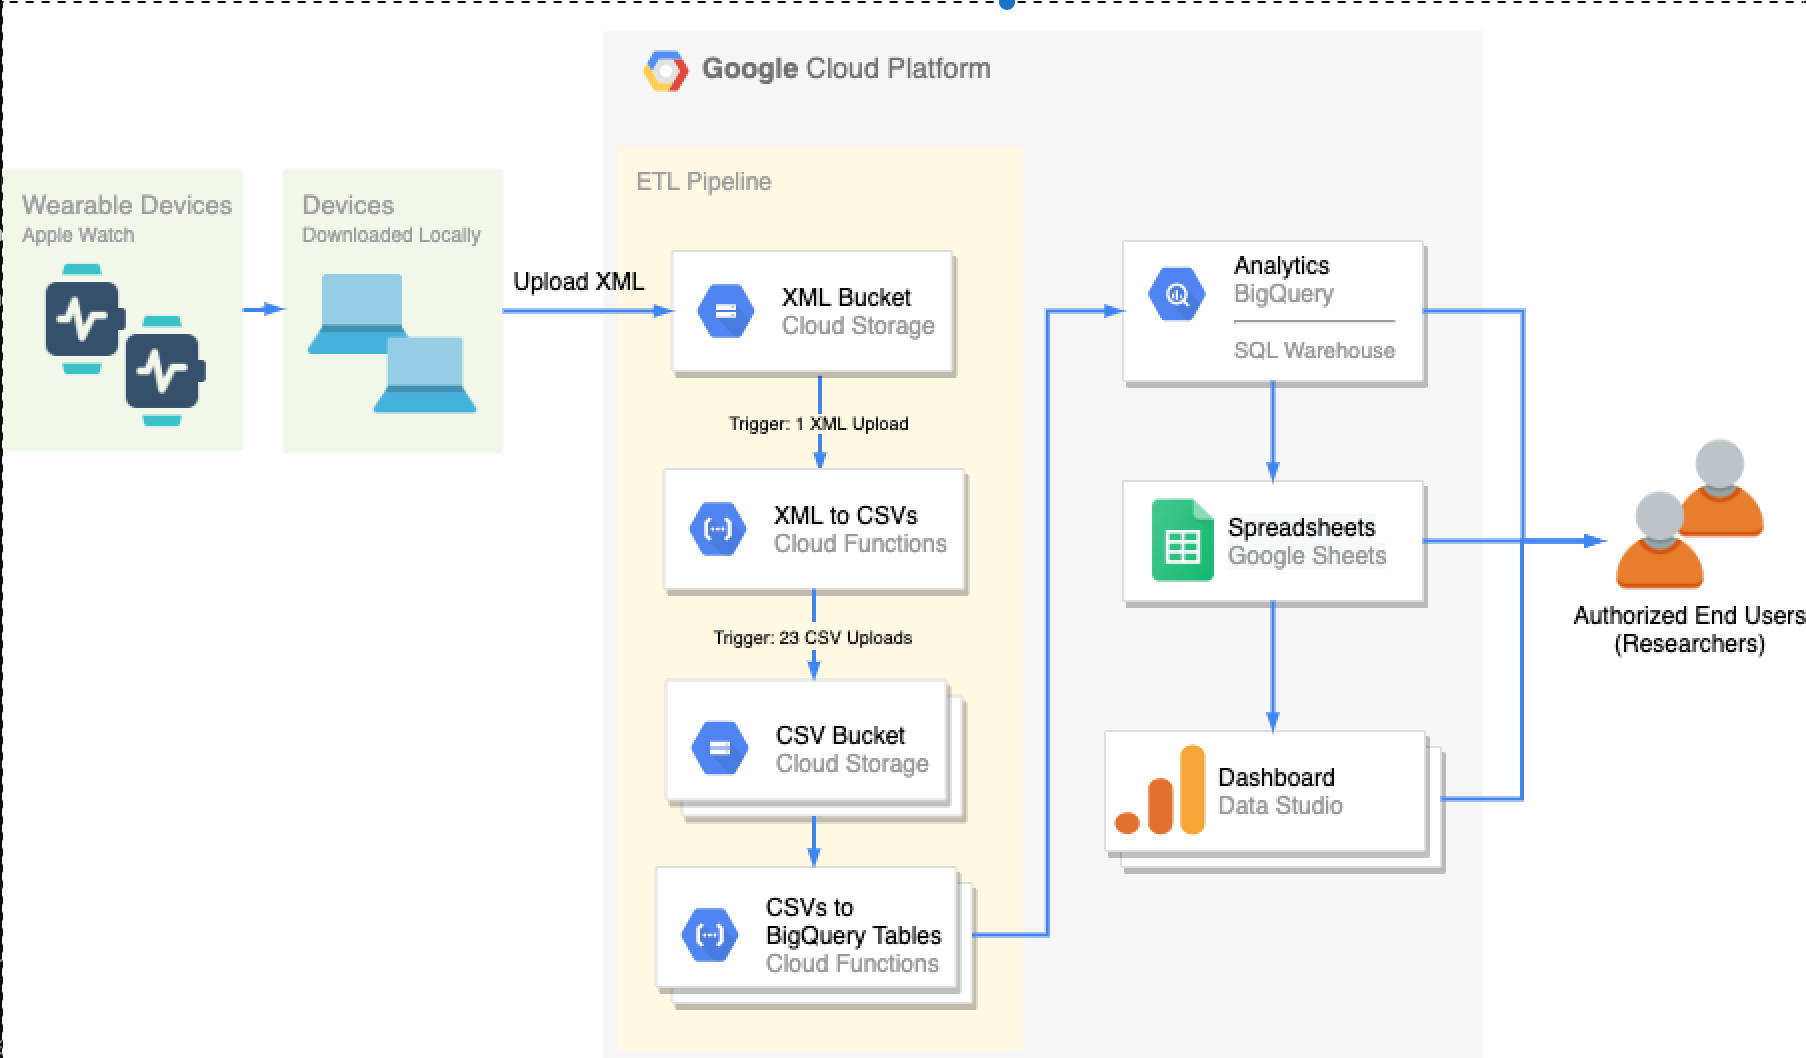 Google Cloud Platform
ETL Pipeline
Wearable Devices
Apple Watch
Devices
Downloaded Locally
Upload XML
XML Bucket
Cloud Storage
Trigger: 1 XML Upload
XML to CSVs
Cloud Functions
Trigger: 23 CSV Uploads
CSV Bucket
Cloud Storage
CSVs to
BigQuery Tables
Cloud Functions
Analytics
BigQuery
SQL Warehouse
Spreadsheets
Google Sheets
Dashboard
Data Studio
Authorized End Users
(Researchers)